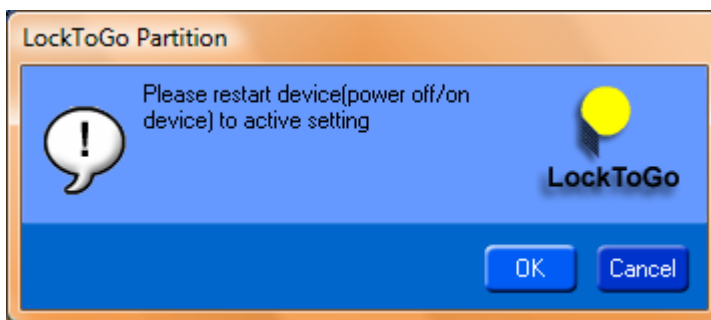 LockToGo Partition
Please restart device(power off/on
device) to active setting
!
LockToGo
OK
Cancel